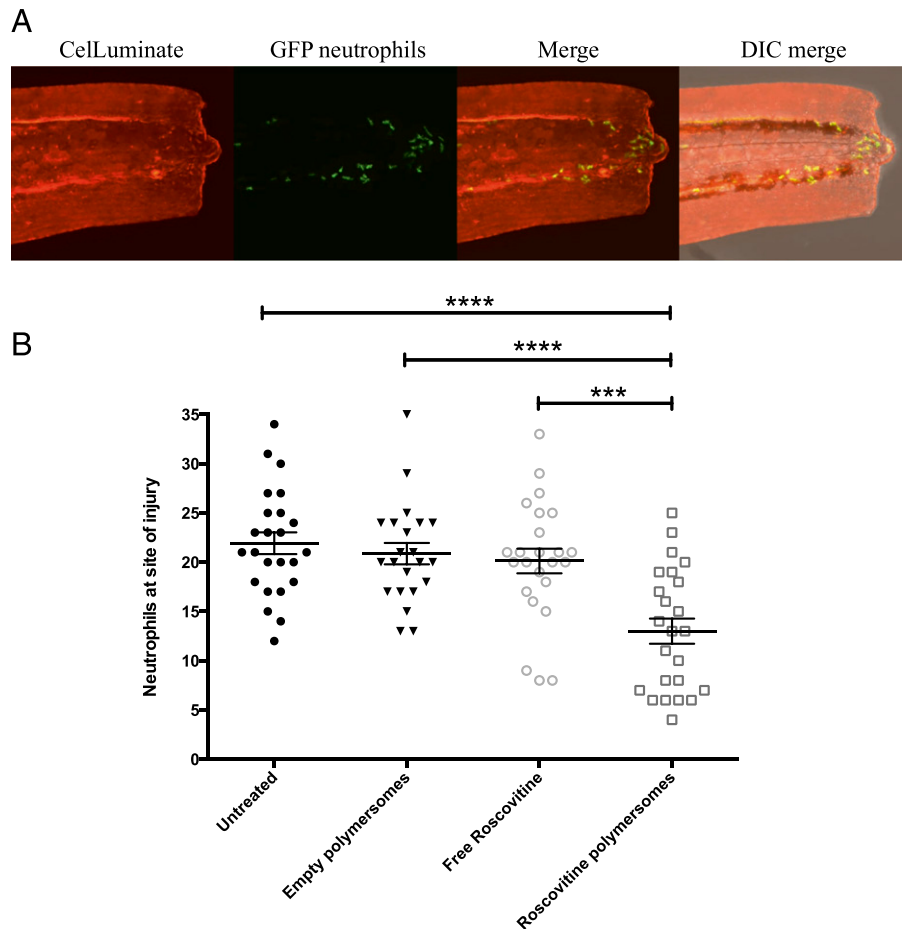 A
CelLuminate GFP neutrophils Merge DIC merge
****
B
****
***
Neutrophils at site of injury
35
30
25
20
15
10
5
0
Untreated
Empty polymersomes
Free Roscovitine
Roscovitine polymersomes